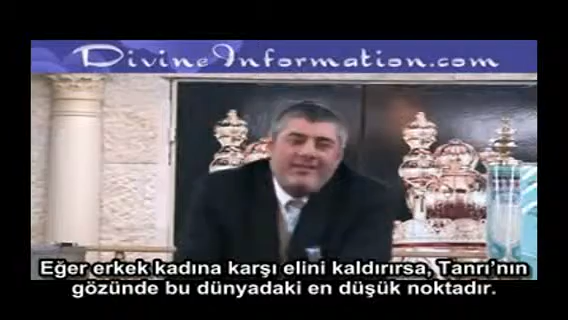 DivineInformation.com
Eğer erkek kadına karşı elini kaldırırsa, Tanrı'nın
gözünde bu dünyadaki en düşük noktadır.